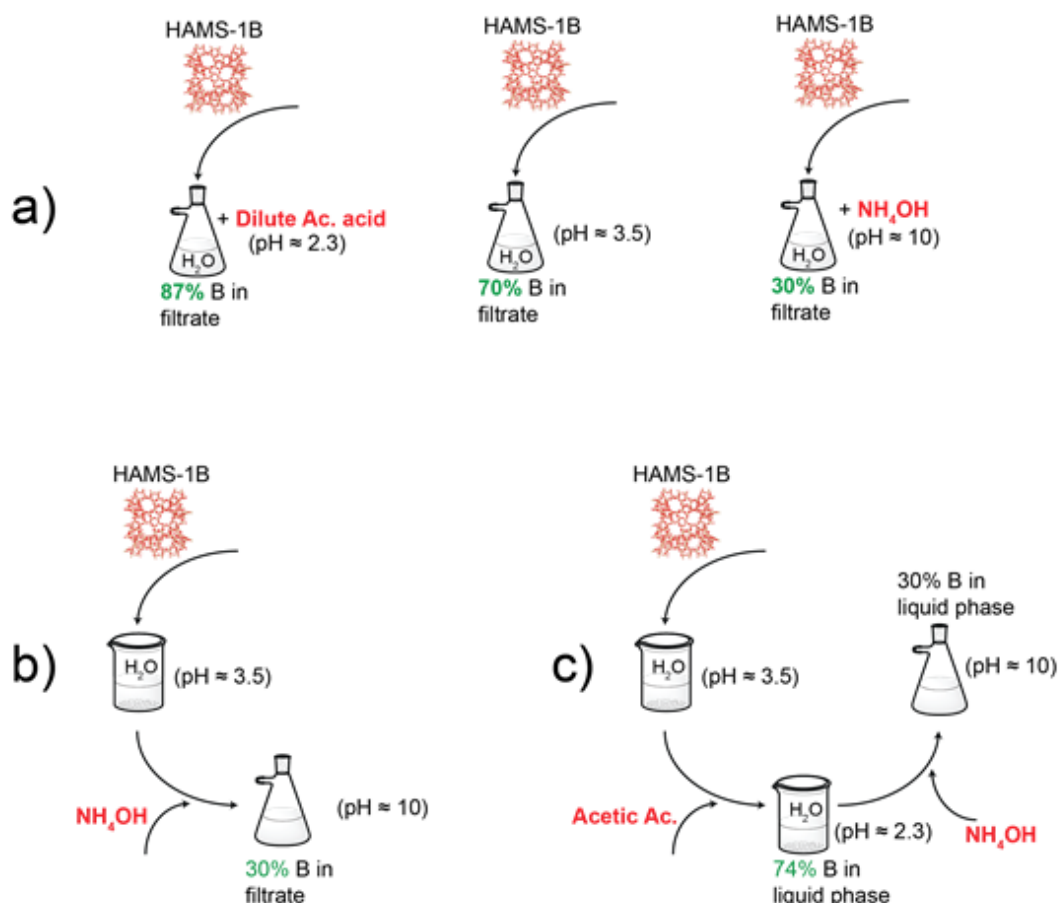 HAMS-1B
HAMS-1B
HAMS-1B
a)
+ Dilute Ac. acid
(pH ≈ 2.3)
H₂O
87% B in
filtrate
(pH ≈ 3.5)
H₂O
70% B in
filtrate
+ NH₄OH
(pH ≈ 10)
H₂O
30% B in
filtrate
HAMS-1B
b)
H₂O
(pH ≈ 3.5)
NH₄OH
(pH ≈ 10)
30% B in
filtrate
HAMS-1B
c)
H₂O
(pH ≈ 3.5)
Acetic Ac.
H₂O
(pH ≈ 2.3)
74% B in
liquid phase
NH₄OH
30% B in
liquid phase
(pH ≈ 10)